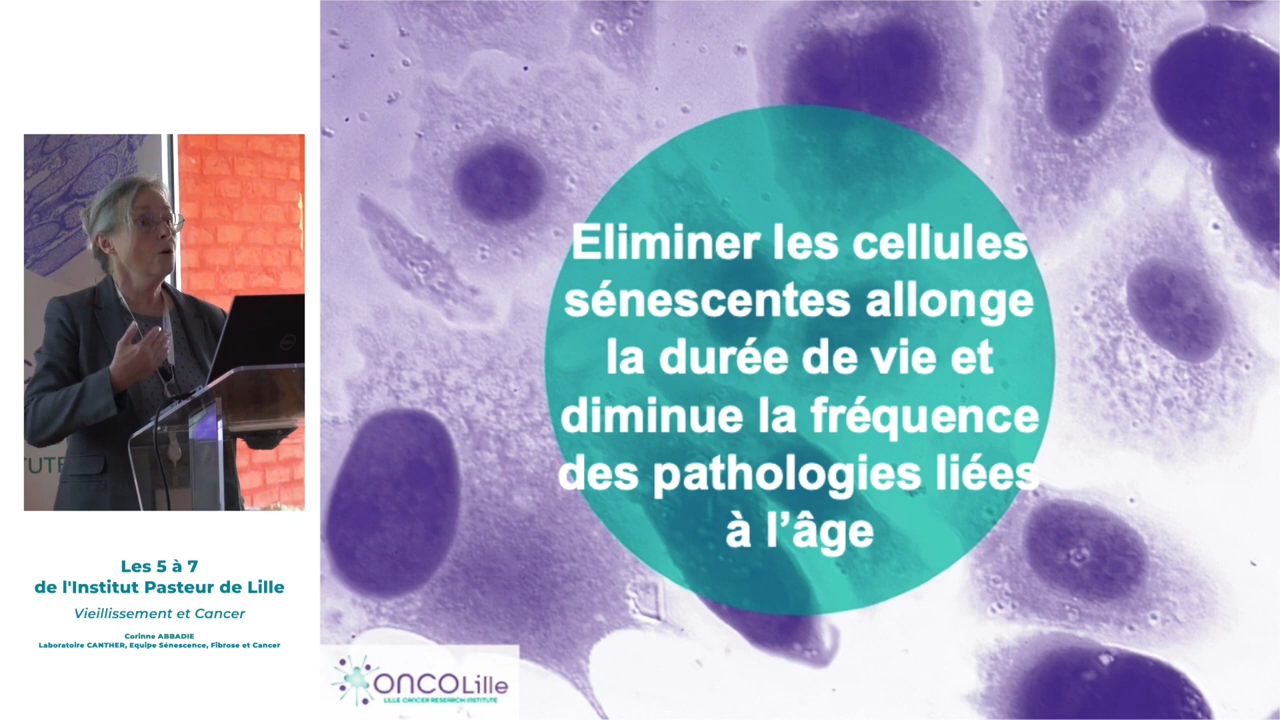 Eliminer les cellules
sénescentes allonge
la durée de vie et
diminue la fréquence
des pathologies liées
à l'âge
Les 5 à 7
de l'Institut Pasteur de Lille
Vieillissement et Cancer
Corinne ABBADIE
Laboratoire CANTHER, Equipe Sénescence, Fibrose et Cancer
ONCOLille
LILLE CANCER RESEARCH INSTITUTE